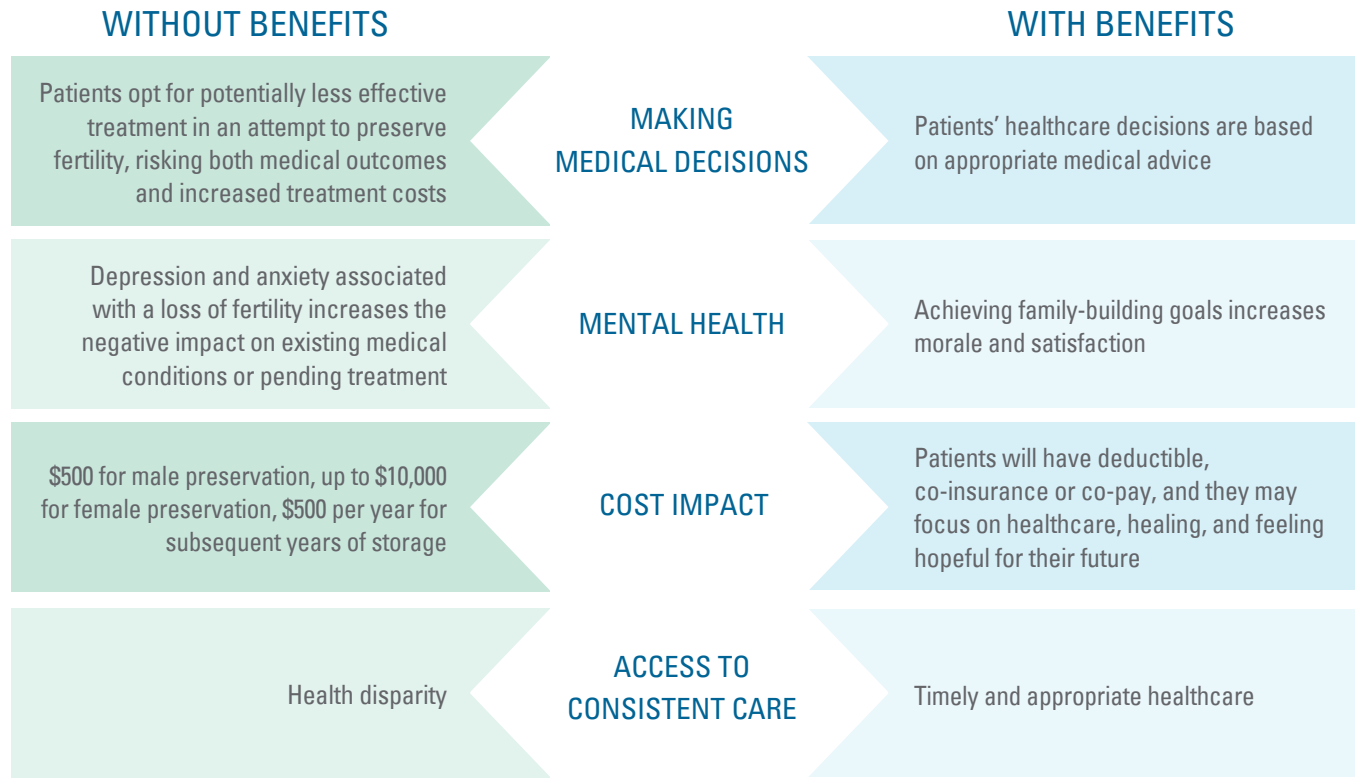 WITHOUT BENEFITS
WITH BENEFITS
Patients opt for potentially less effective
treatment in an attempt to preserve
fertility, risking both medical outcomes
and increased treatment costs
MAKING
MEDICAL DECISIONS
Patients’ healthcare decisions are based
on appropriate medical advice
Depression and anxiety associated
with a loss of fertility increases the
negative impact on existing medical
conditions or pending treatment
MENTAL HEALTH
Achieving family-building goals increases
morale and satisfaction
$500 for male preservation, up to $10,000
for female preservation, $500 per year for
subsequent years of storage
COST IMPACT
Patients will have deductible,
co-insurance or co-pay, and they may
focus on healthcare, healing, and feeling
hopeful for their future
Health disparity
ACCESS TO
CONSISTENT CARE
Timely and appropriate healthcare